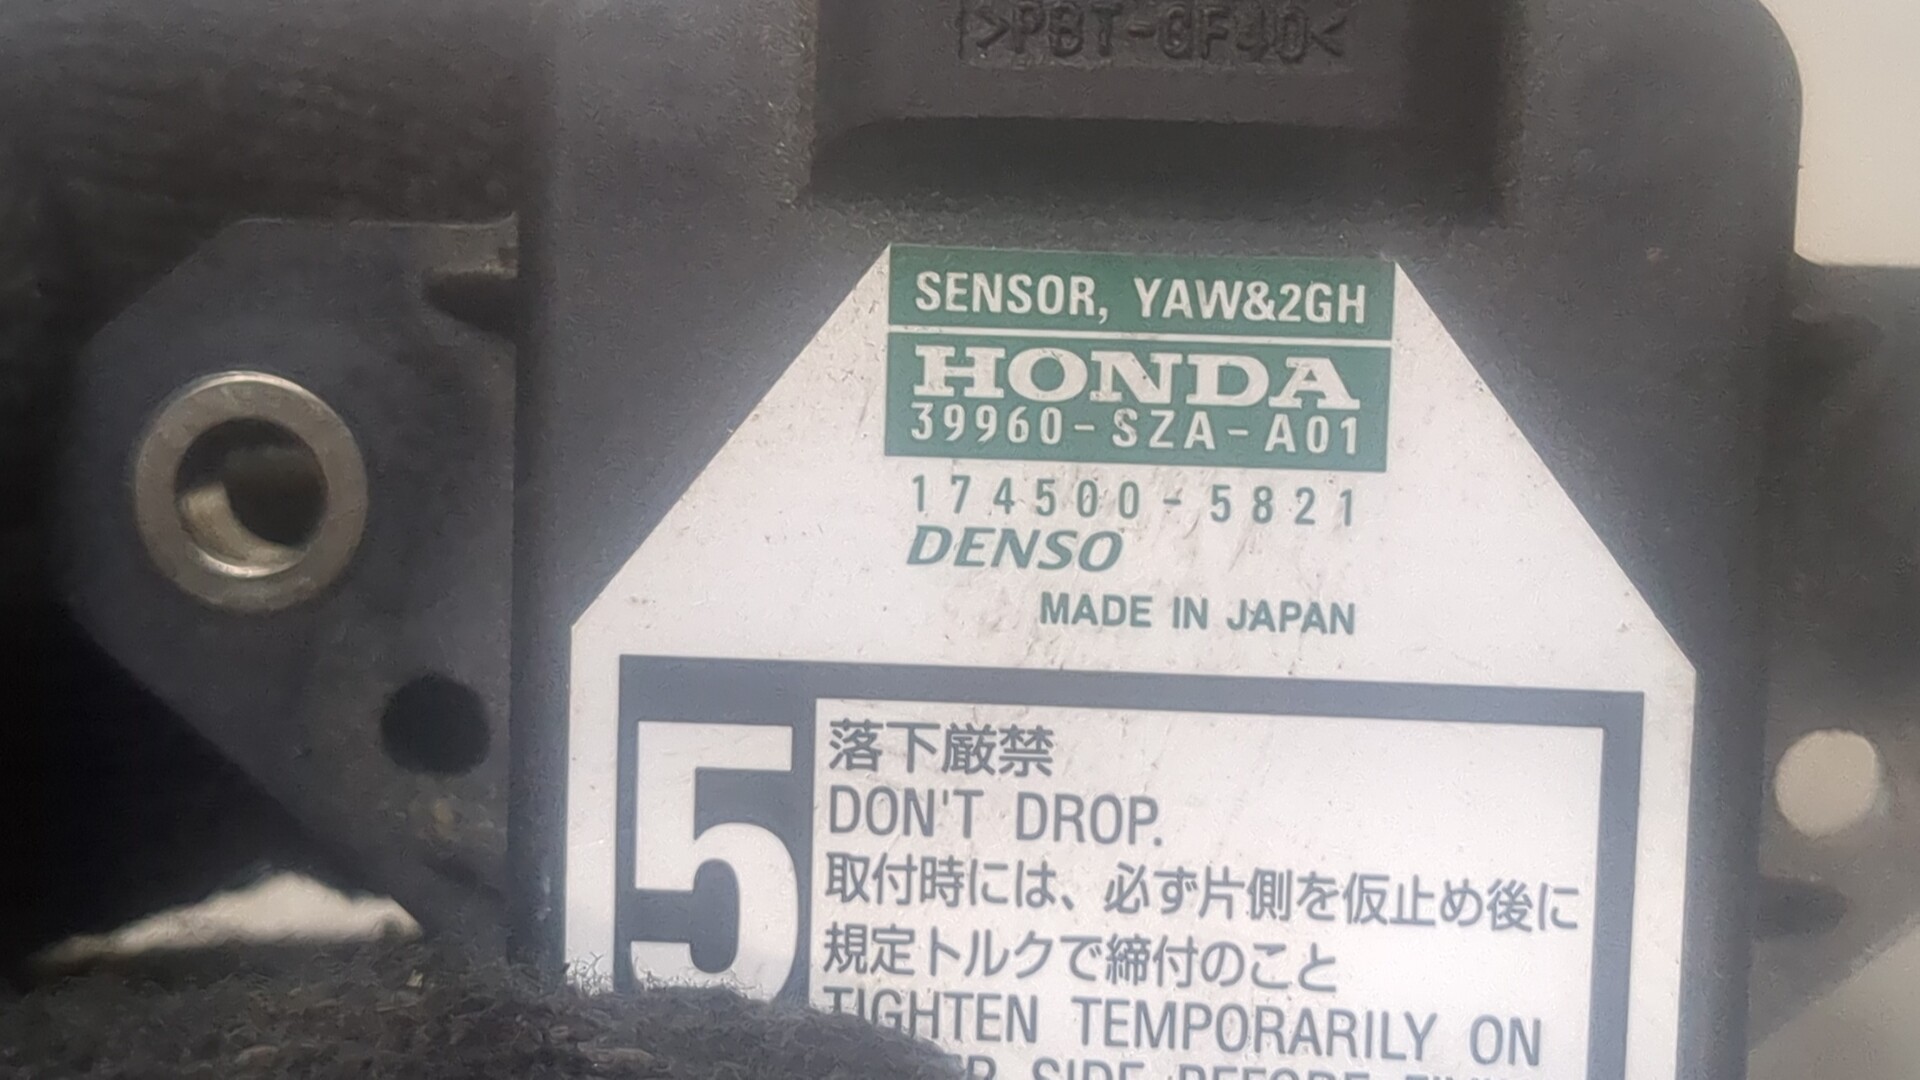 >PBT-GF40<
SENSOR, YAW&2GH
HONDA
39960-SZA-A01
174500-5821
DENSO
MADE IN JAPAN
5
落下厳禁
DON'T DROP.
取付時には、必ず片側を仮止め後に
規定トルクで締付のこと
TIGHTEN TEMPORARILY ON
SIDE BEFORE